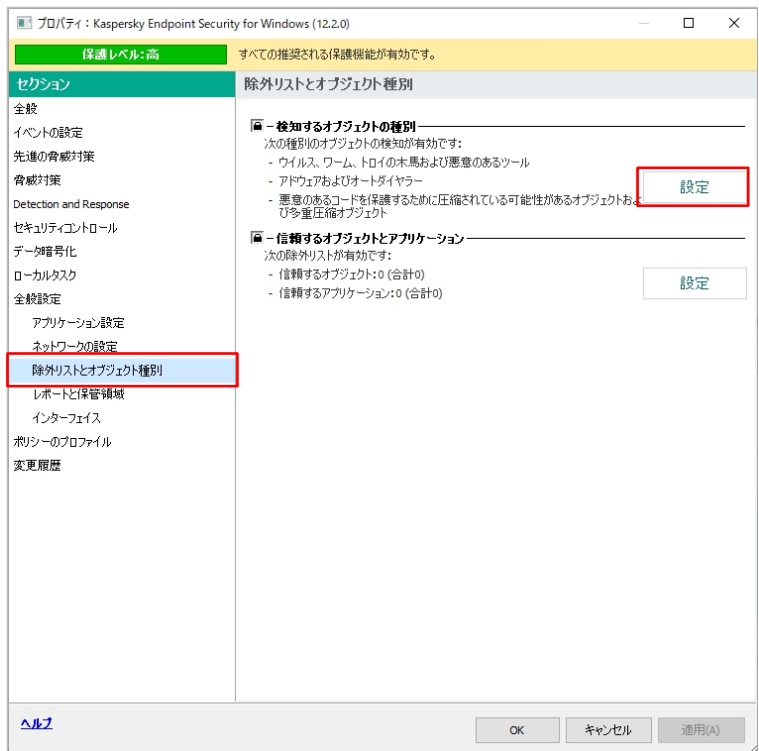 プロパティ：Kaspersky Endpoint Security for Windows (12.2.0)
保護レベル：高
すべての推奨される保護機能が有効です。
セクション
全般
イベントの設定
先進の脅威対策
脅威対策
Detection and Response
セキュリティコントロール
データ暗号化
ローカルタスク
全般設定
アプリケーション設定
ネットワークの設定
除外リストとオブジェクト種別
レポートと保管領域
インターフェイス
ポリシーのプロファイル
変更履歴
除外リストとオブジェクト種別
- 検知するオブジェクトの種別
次の種別のオブジェクトの検知が有効です：
- ウイルス、ワーム、トロイの木馬および悪意のあるツール
- アドウェアおよびオートダイヤラー
- 悪意のあるコードを保護するために圧縮されている可能性があるオブジェクトおよ
び多重圧縮オブジェクト
設定
- 信頼するオブジェクトとアプリケーション
次の除外リストが有効です：
- 信頼するオブジェクト：0 (合計0)
- 信頼するアプリケーション：0 (合計0)
設定
ヘルプ
OK
キャンセル
適用(A)